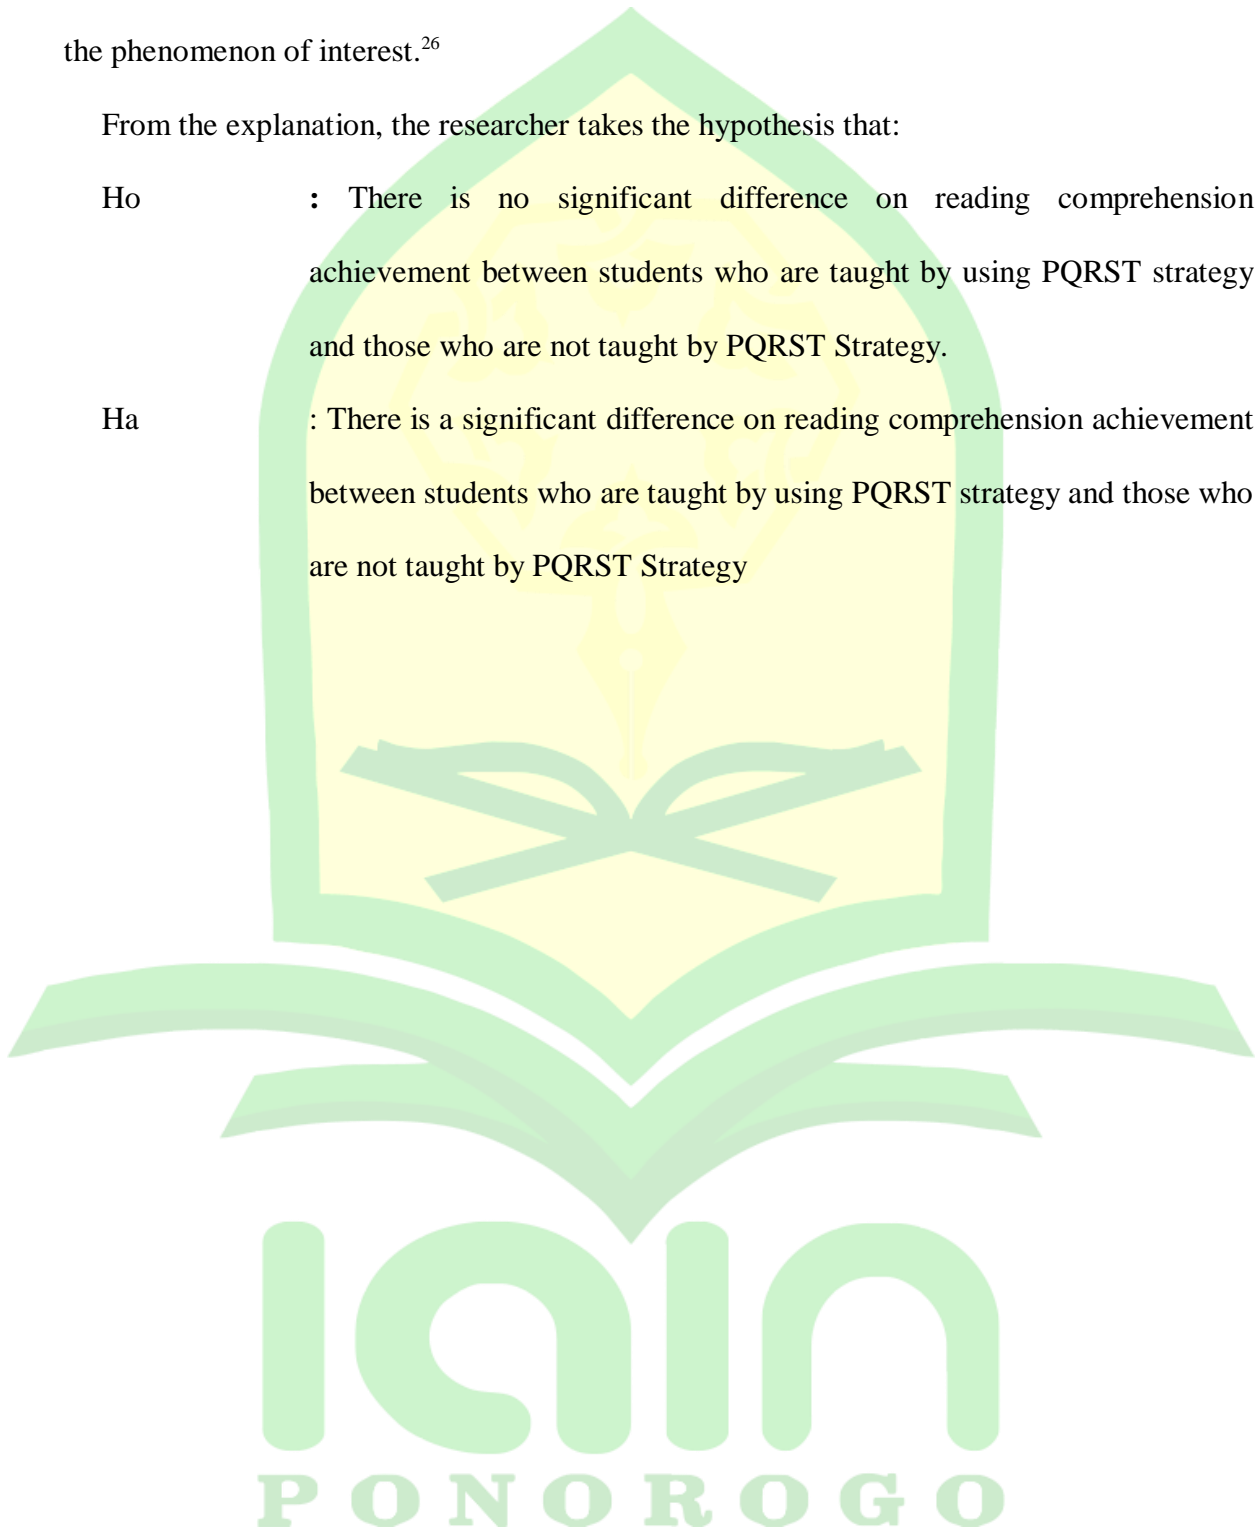 the phenomenon of interest.26
From the explanation, the researcher takes the hypothesis that:
Ho : There is no significant difference on reading comprehension
achievement between students who are taught by using PQRST strategy
and those who are not taught by PQRST Strategy.
Ha : There is a significant difference on reading comprehension achievement
between students who are taught by using PQRST strategy and those who
are not taught by PQRST Strategy
IAIN
PONOROGO